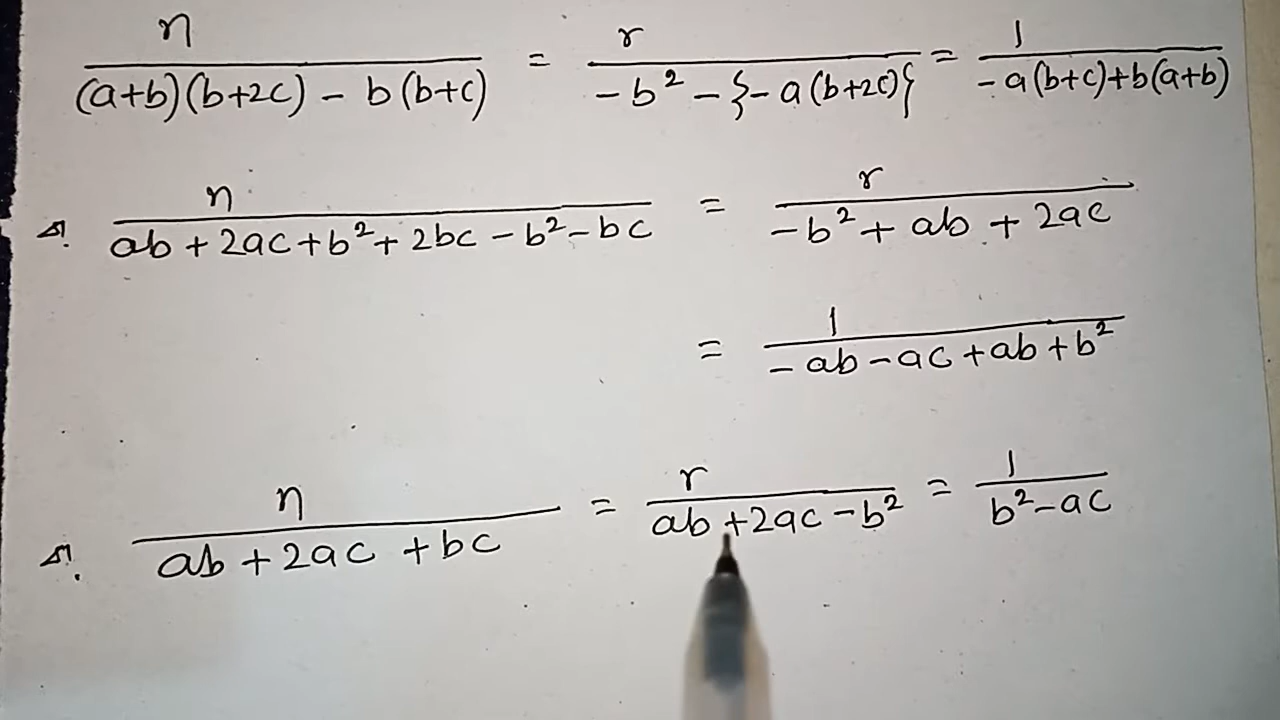 n/((a+b)(b+2c) - b(b+c)) = r/(-b² - }-a(b+2c){) = 1/(-a(b+c)+b(a+b))
বা. n/(ab + 2ac + b² + 2bc - b² - bc) = r/(-b² + ab + 2ac)
= 1/(-ab - ac + ab + b²)
বা. n/(ab + 2ac + bc) = r/(ab + 2ac - b²) = 1/(b² - ac)